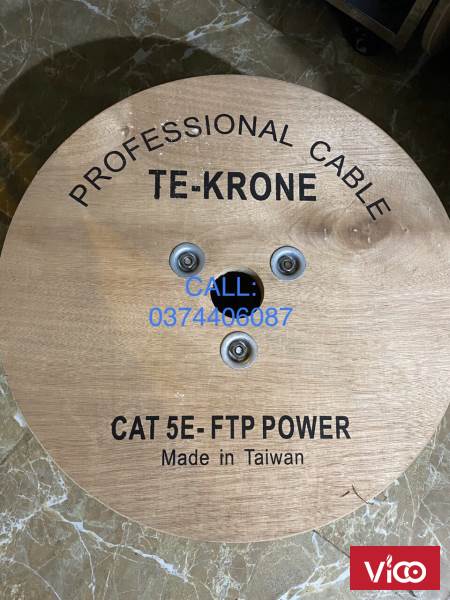 PROFESSIONAL CABLE
TE-KRONE
CALL:
0374406087
CAT 5E- FTP POWER
Made in Taiwan
Vico